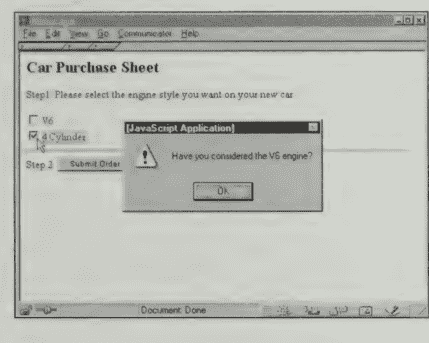 File Edit View Go Communicator Help
Car Purchase Sheet
Step1. Please select the engine style you want on your new car
V6
4 Cylinder
[JavaScript Application]
Have you considered the V6 engine?
OK
Step 2 Submit Order
Document: Done